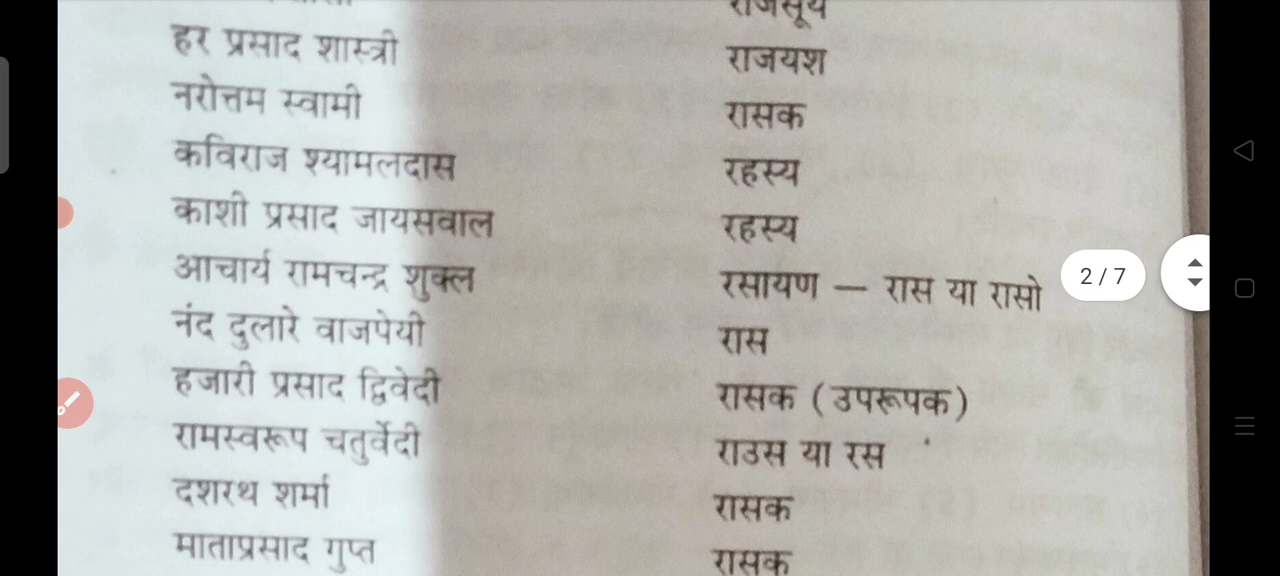 राजसूय
हर प्रसाद शास्त्री राजयश
नरोत्तम स्वामी रासक
कविराज श्यामलदास रहस्य
काशी प्रसाद जायसवाल रहस्य
आचार्य रामचन्द्र शुक्ल रसायण — रास या रासो
2 / 7
नंद दुलारे वाजपेयी रास
हजारी प्रसाद द्विवेदी रासक (उपरूपक)
रामस्वरूप चतुर्वेदी राउस या रस
दशरथ शर्मा रासक
माताप्रसाद गुप्त रासक